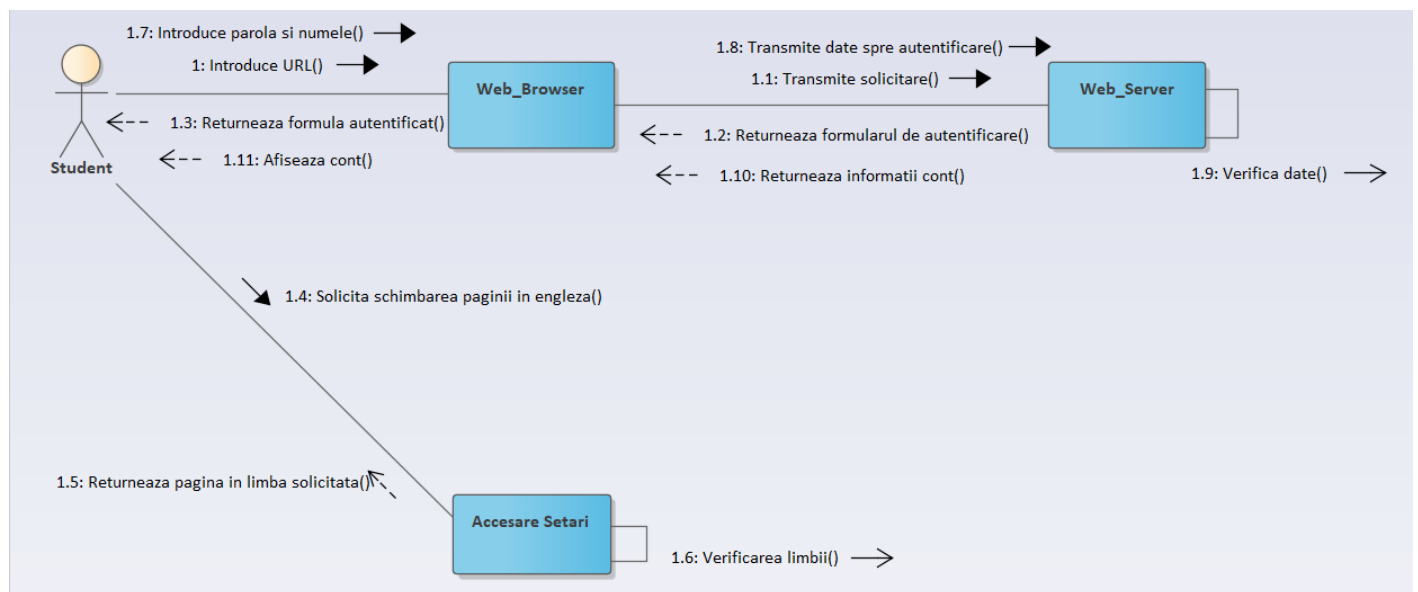 1.7: Introduce parola si numele()
1: Introduce URL()
1.8: Transmite date spre autentificare()
1.1: Transmite solicitare()
Web_Browser
Web_Server
1.3: Returneaza formula autentificat()
1.2: Returneaza formularul de autentificare()
1.11: Afiseaza cont()
Student
1.10: Returneaza informatii cont()
1.9: Verifica date()
1.4: Solicita schimbarea paginii in engleza()
1.5: Returneaza pagina in limba solicitata()
Accesare Setari
1.6: Verificarea limbii()